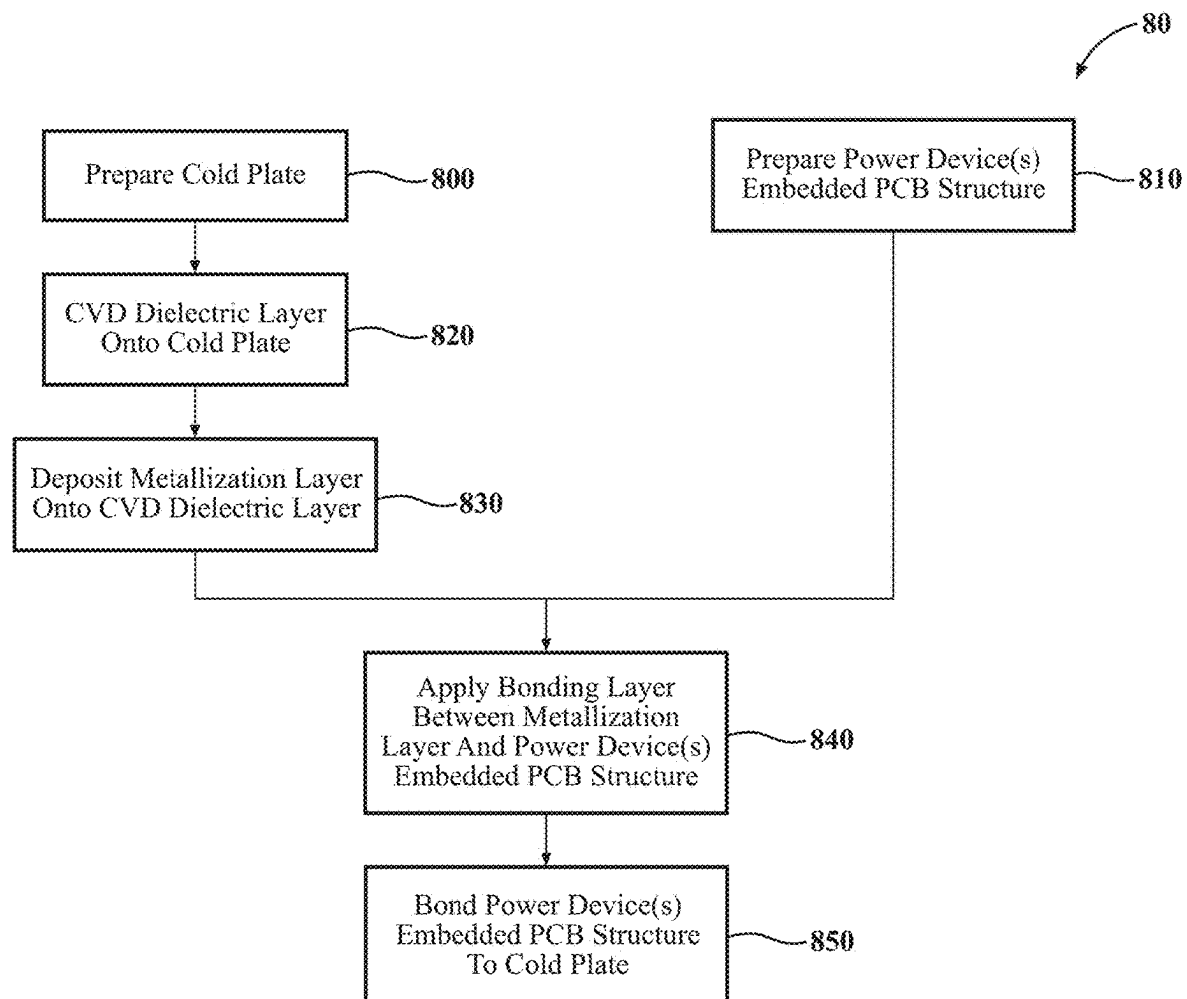 80
Prepare Cold Plate
800
Prepare Power Device(s)
Embedded PCB Structure
810
CVD Dielectric Layer
Onto Cold Plate
820
Deposit Metallization Layer
Onto CVD Dielectric Layer
830
Apply Bonding Layer
Between Metallization
Layer And Power Device(s)
Embedded PCB Structure
840
Bond Power Device(s)
Embedded PCB Structure
To Cold Plate
850